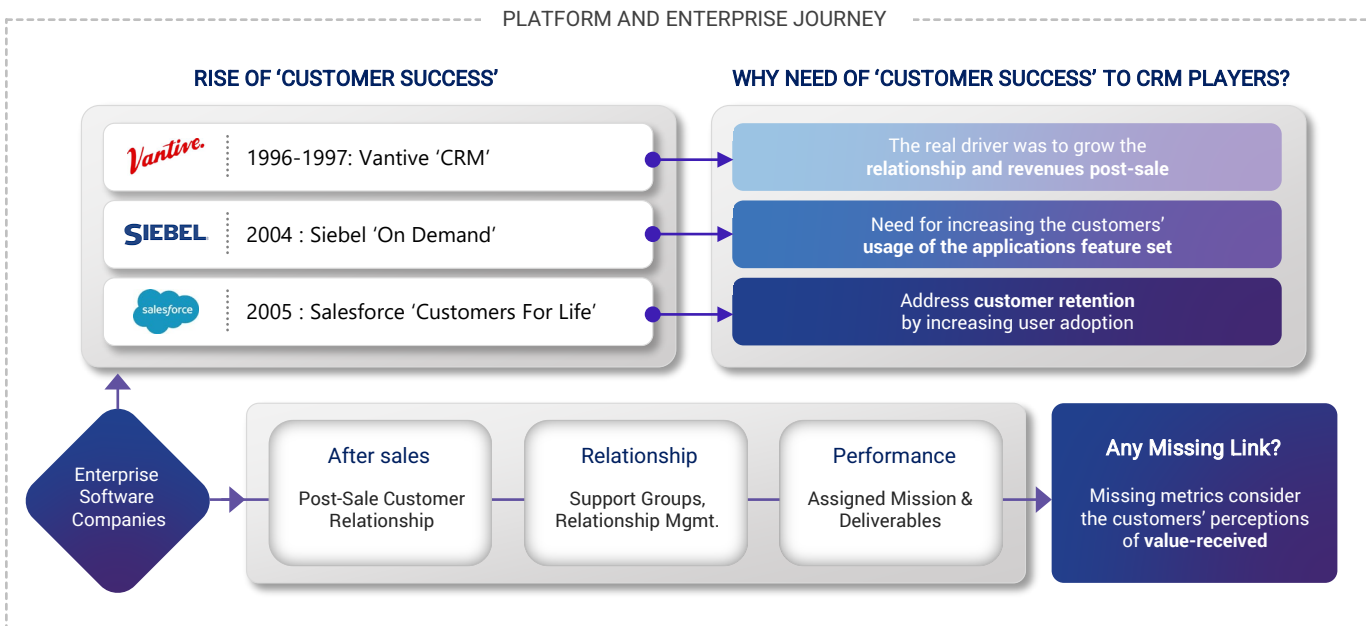 PLATFORM AND ENTERPRISE JOURNEY
RISE OF ‘CUSTOMER SUCCESS’
Vantive.
1996-1997: Vantive ‘CRM’
SIEBEL
2004 : Siebel ‘On Demand’
salesforce
2005 : Salesforce ‘Customers For Life’
WHY NEED OF ‘CUSTOMER SUCCESS’ TO CRM PLAYERS?
The real driver was to grow the
relationship and revenues post-sale
Need for increasing the customers’
usage of the applications feature set
Address customer retention
by increasing user adoption
Enterprise
Software
Companies
After sales
Post-Sale Customer
Relationship
Relationship
Support Groups,
Relationship Mgmt.
Performance
Assigned Mission &
Deliverables
Any Missing Link?
Missing metrics consider
the customers’ perceptions
of value-received